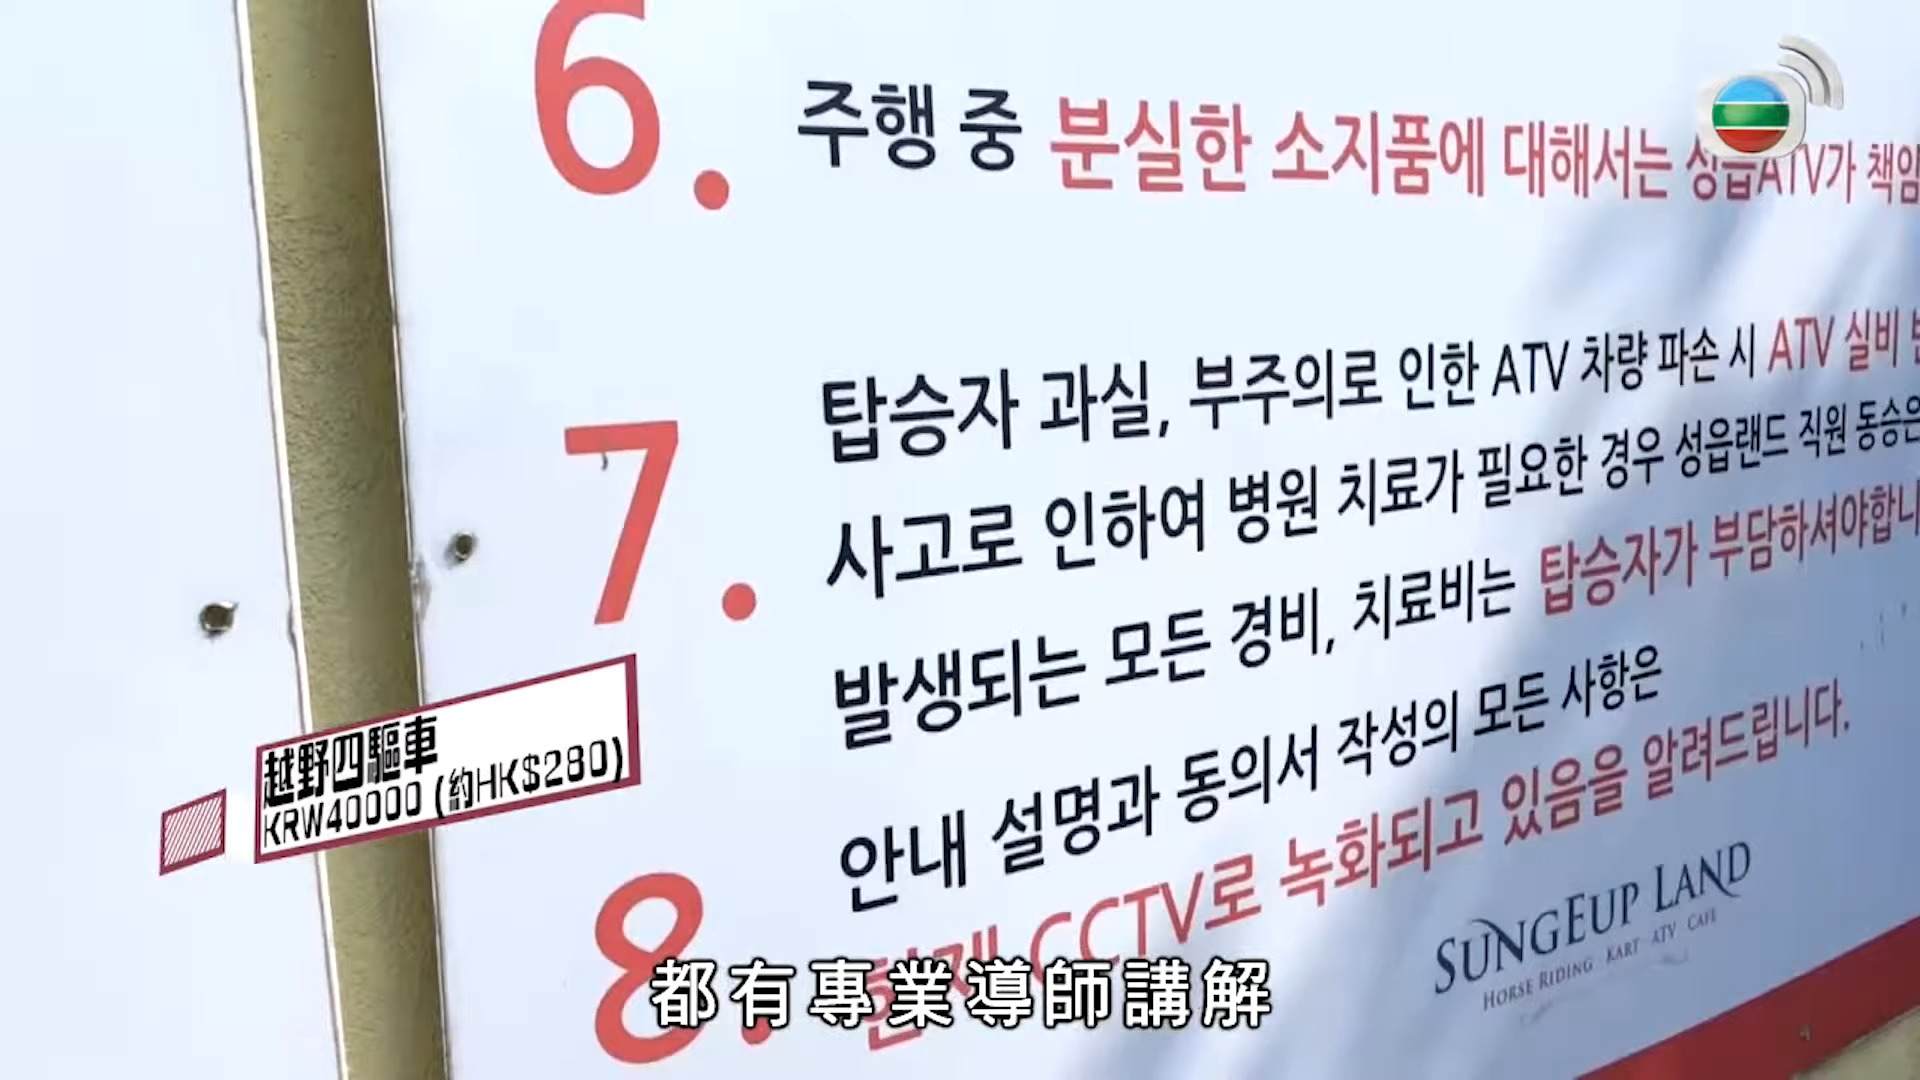 6. 주행 중 분실한 소지품에 대해서는 성읍ATV가 책임
7. 탑승자 과실, 부주의로 인한 ATV 차량 파손 시 ATV 실비
사고로 인하여 병원 치료가 필요한 경우 성읍랜드 직원 동승은
발생되는 모든 경비, 치료비는 탑승자가 부담하셔야합니
8. 안내 설명과 동의서 작성의 모든 사항은
현재 CCTV로 녹화되고 있음을 알려드립니다.
SUNGEUP LAND
HORSE RIDING KART ATV CAFE
越野四驅車
KRW40000 (約HK$280)
都有專業導師講解